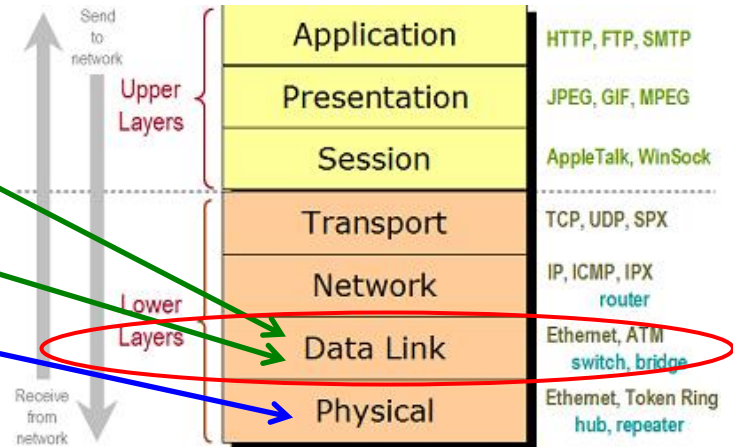 Send
to
network
Upper
Layers
Application
HTTP, FTP, SMTP
Presentation
JPEG, GIF, MPEG
Session
AppleTalk, WinSock
Lower
Layers
Transport
TCP, UDP, SPX
Network
IP, ICMP, IPX
router
Data Link
Ethernet, ATM
switch, bridge
Physical
Ethernet, Token Ring
hub, repeater
Receive
from
network